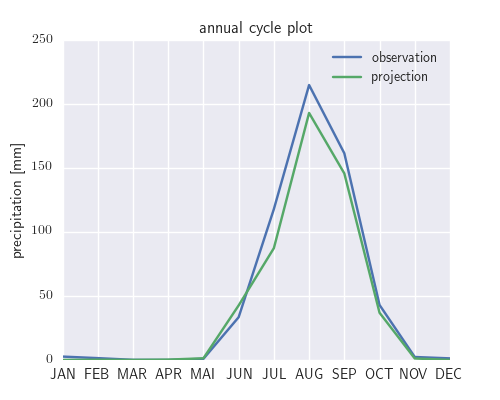 annual cycle plot
250
observation
projection
200
150
precipitation [mm]
100
50
0
JAN FEB MAR APR MAI JUN JUL AUG SEP OCT NOV DEC